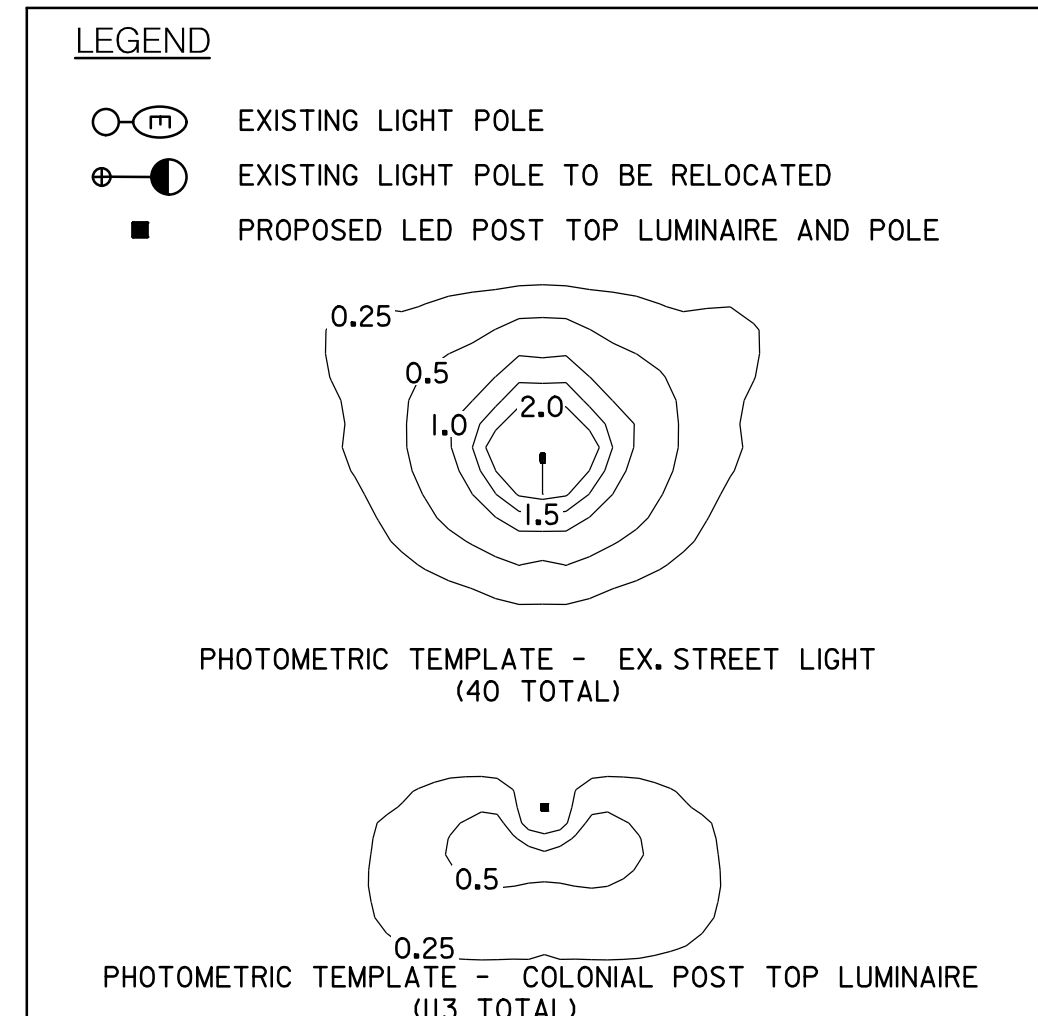 LEGEND
E
EXISTING LIGHT POLE
EXISTING LIGHT POLE TO BE RELOCATED
PROPOSED LED POST TOP LUMINAIRE AND POLE
0.25
0.5
1.0
2.0
1.5
PHOTOMETRIC TEMPLATE - EX. STREET LIGHT
(40 TOTAL)
0.5
0.25
PHOTOMETRIC TEMPLATE - COLONIAL POST TOP LUMINAIRE
(113 TOTAL)